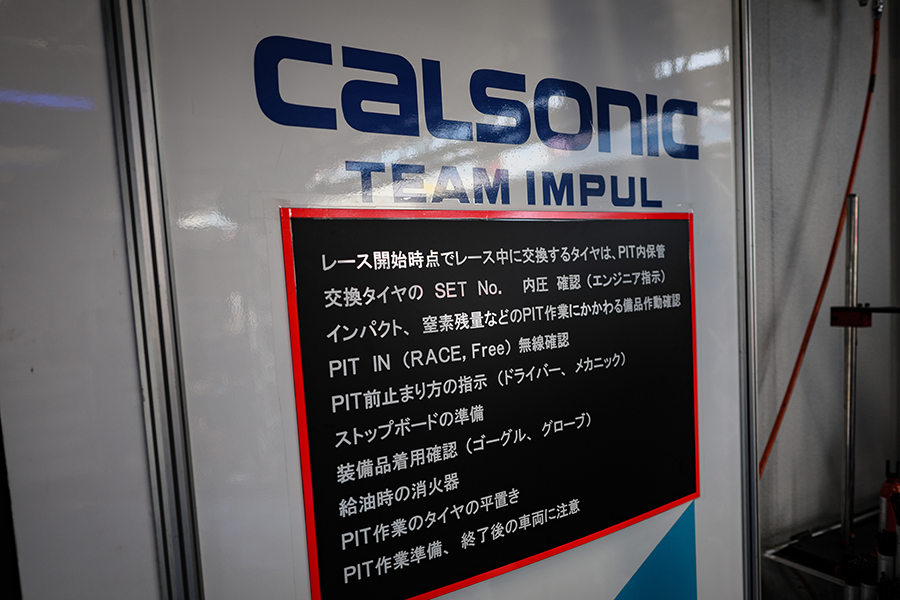 CALSONIC
TEAM IMPUL
レース開始時点でレース中に交換するタイヤは、PIT内保管
交換タイヤの SET No. 内圧 確認（エンジニア指示）
インパクト、窒素残量などのPIT作業にかかわる備品作動確認
PIT IN（RACE,Free）無線確認
PIT前止まり方の指示（ドライバー、メカニック）
ストップボードの準備
装備品着用確認（ゴーグル、グローブ）
給油時の消火器
PIT作業のタイヤの平置き
PIT作業準備、終了後の車両に注意